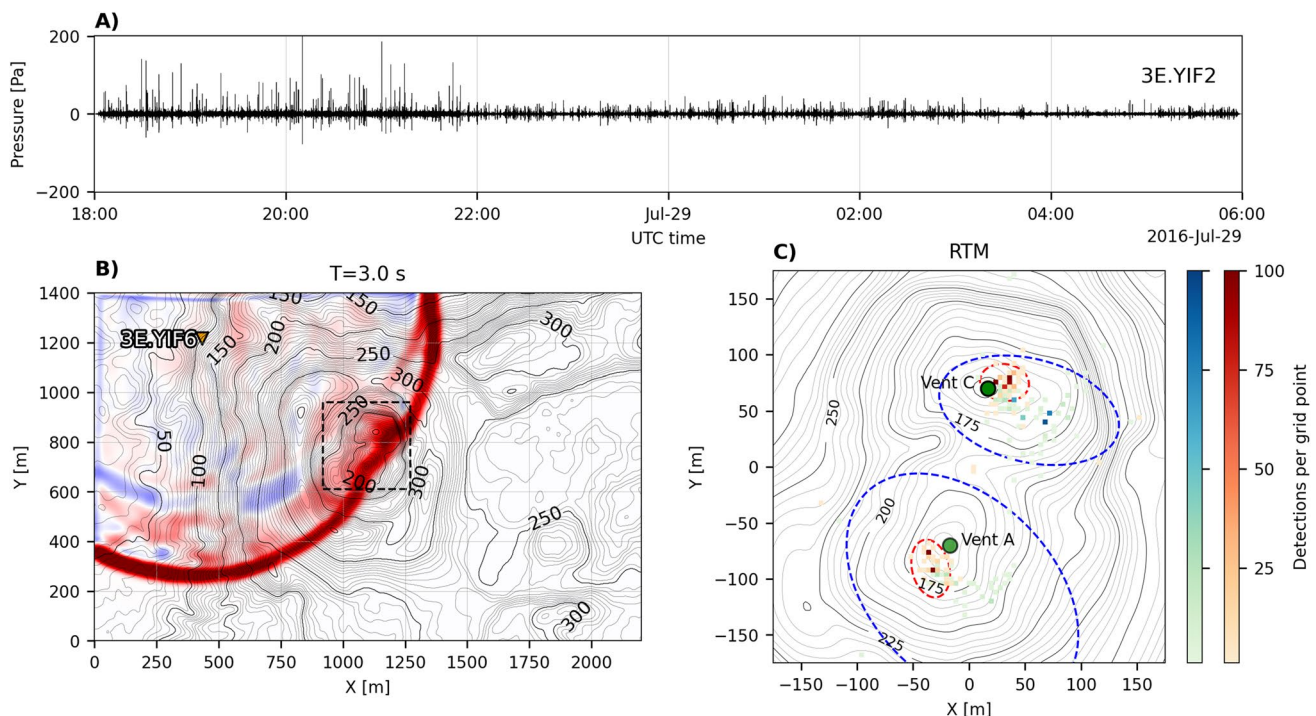 A)
200
0
−200
Pressure [Pa]
3E.YIF2
18:00 20:00 22:00 Jul-29 02:00 04:00 06:00
UTC time
2016-Jul-29
B)
T=3.0 s
1400
1200
1000
800
600
400
200
0
Y [m]
3E.YIF6
150 150
150
200
250
300
300
250
50
100
200
300
250
300
0 250 500 750 1000 1250 1500 1750 2000
X [m]
C)
RTM
150
100
50
0
−50
−100
−150
Y [m]
Vent C
175
250
200
Vent A
175
225
−150 −100 −50 0 50 100 150
X [m]
100
75
50
25
Detections per grid point